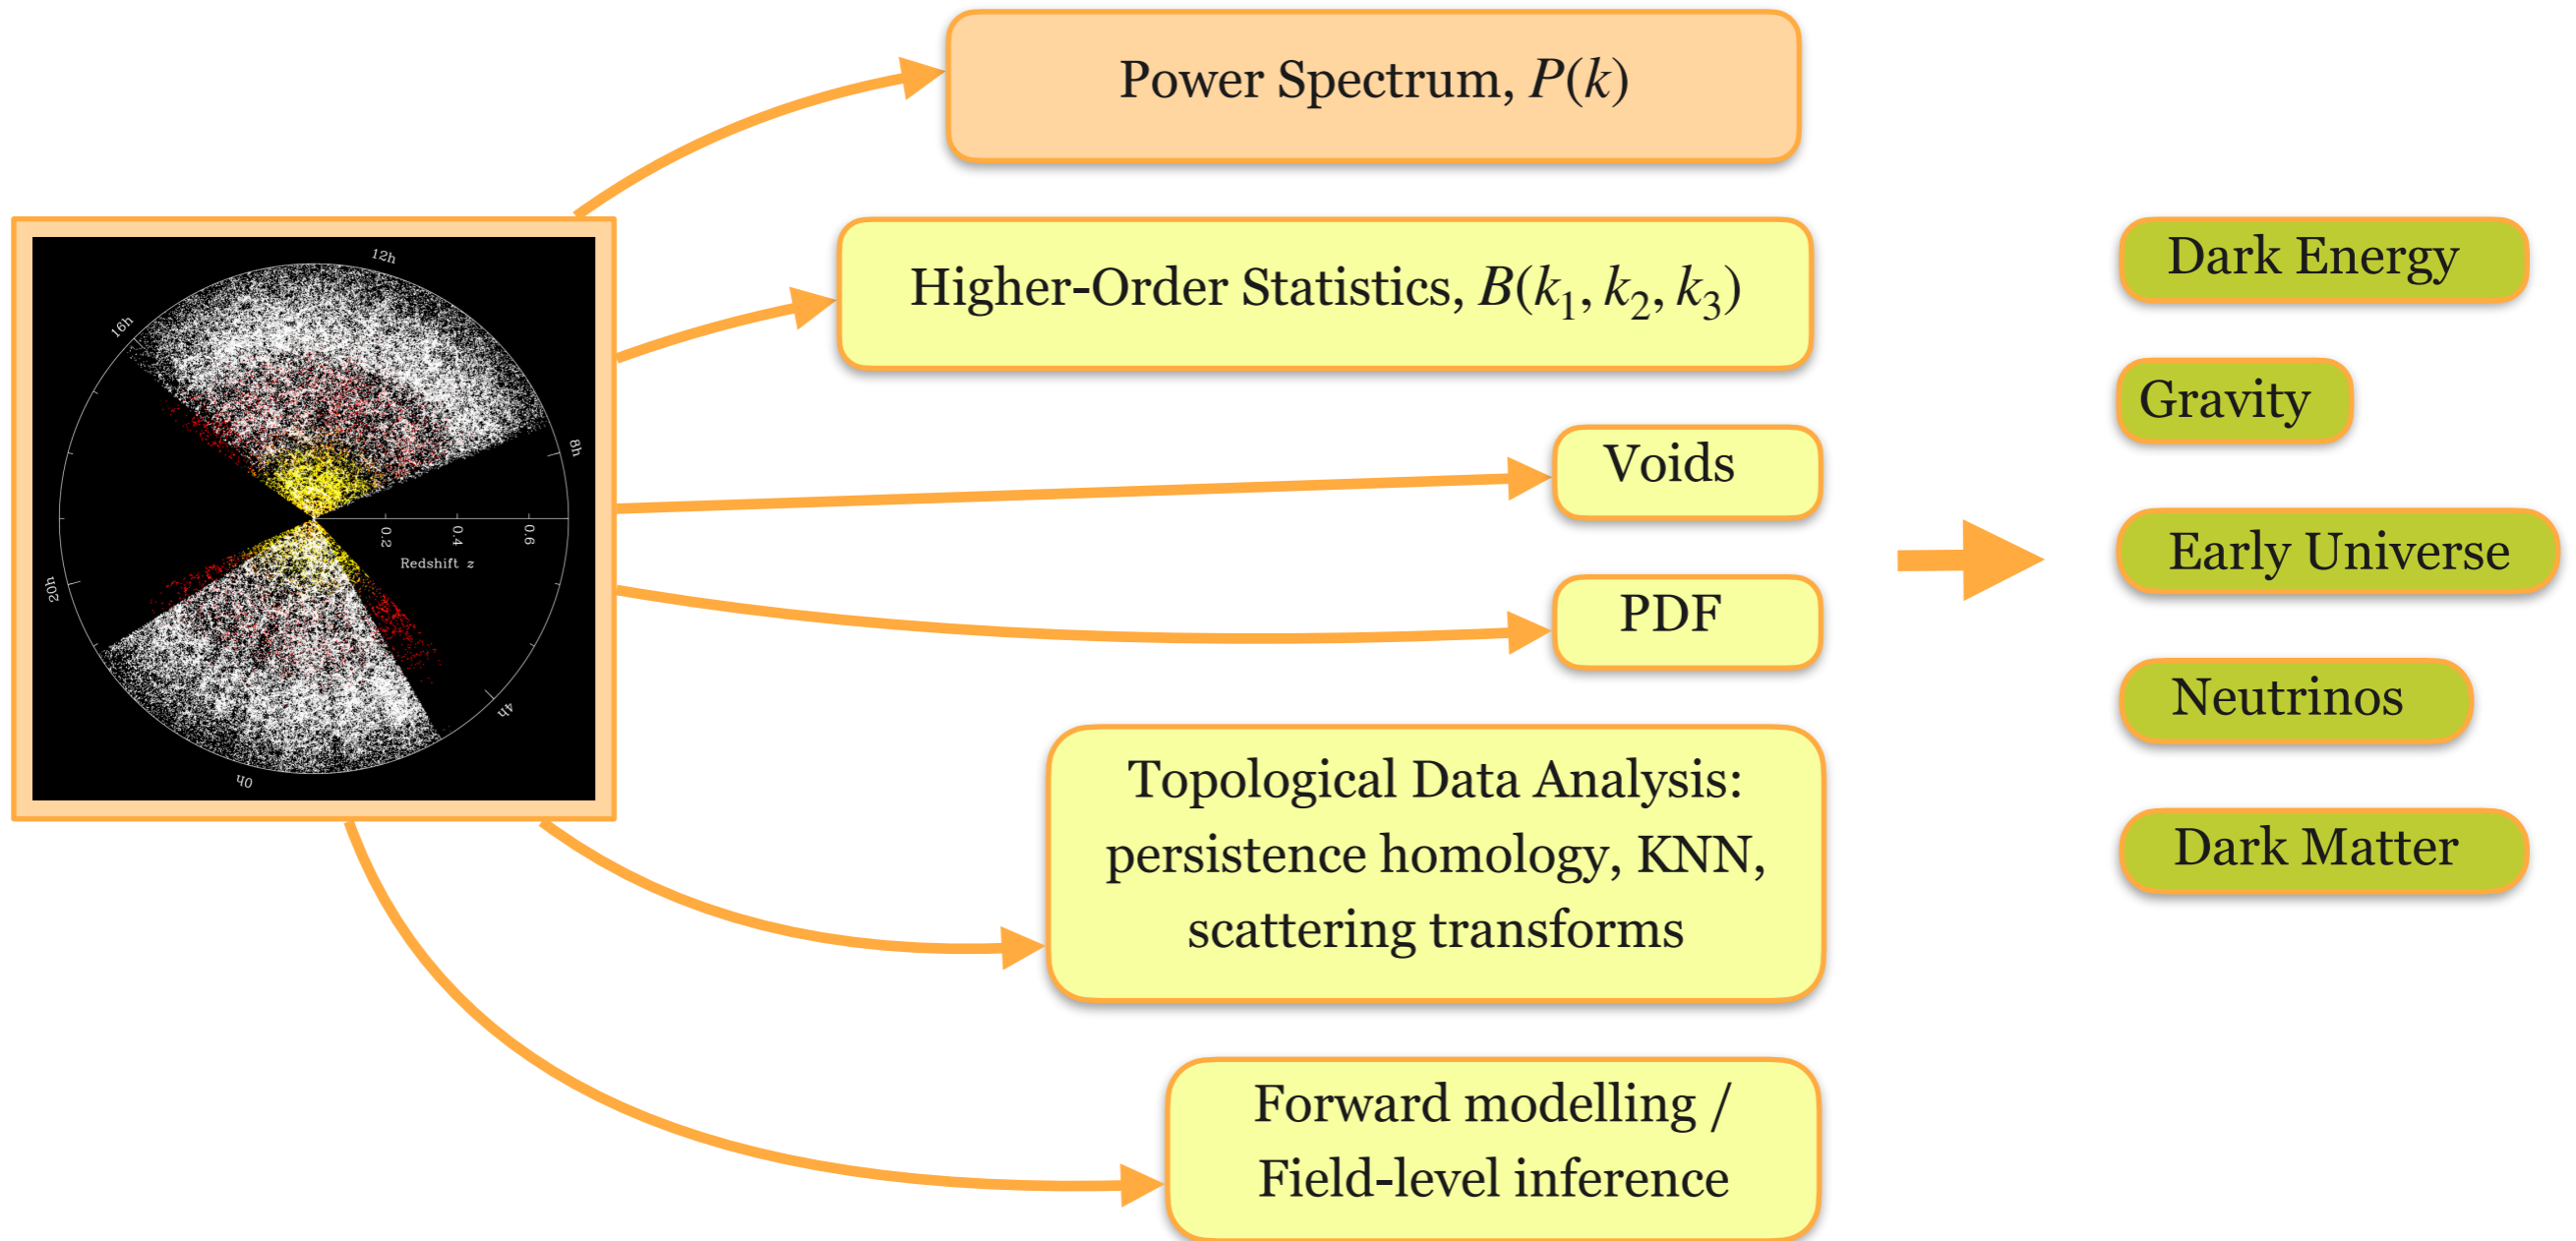 Power Spectrum, P(k)
Higher-Order Statistics, B(k₁, k₂, k₃)
Voids
PDF
Topological Data Analysis:
persistence homology, KNN,
scattering transforms
Forward modelling /
Field-level inference
12h
16h
8h
0.2
0.4
0.6
Redshift z
20h
4h
0h
Dark Energy
Gravity
Early Universe
Neutrinos
Dark Matter